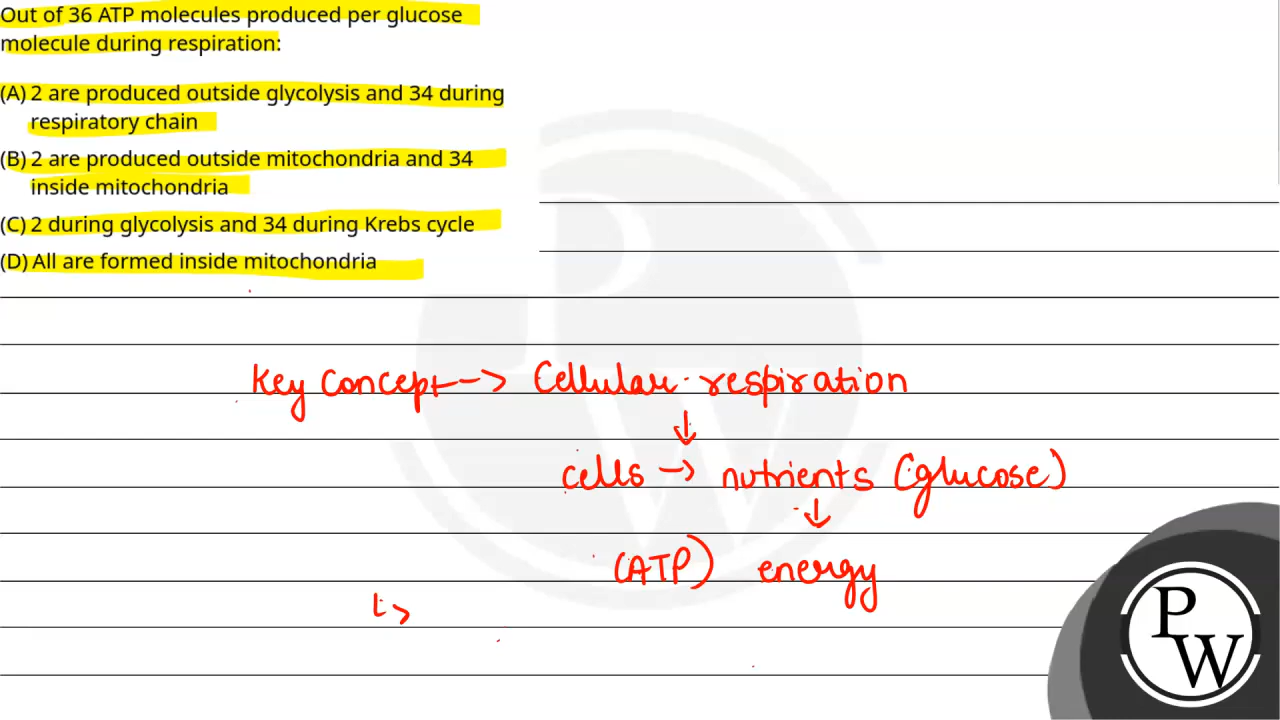 Out of 36 ATP molecules produced per glucose
molecule during respiration:
(A) 2 are produced outside glycolysis and 34 during
respiratory chain
(B) 2 are produced outside mitochondria and 34
inside mitochondria
(C) 2 during glycolysis and 34 during Krebs cycle
(D) All are formed inside mitochondria
Key concept --> Cellular respiration
↓
cells -> nutrients (glucose)
↓
(ATP) energy
P
W
P
W